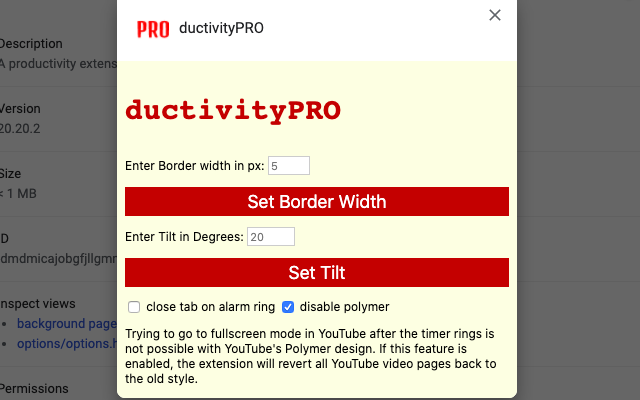 PRO ductivityPRO
Description
A productivity extens
Version
20.20.2
Size
< 1 MB
ID
dmdmicajobgfjllgmr
Inspect views
background page
options/options.h
Permissions
ductivityPRO
Enter Border width in px: 5
Set Border Width
Enter Tilt in Degrees: 20
Set Tilt
close tab on alarm ring disable polymer
Trying to go to fullscreen mode in YouTube after the timer rings is
not possible with YouTube's Polymer design. If this feature is
enabled, the extension will revert all YouTube video pages back to
the old style.